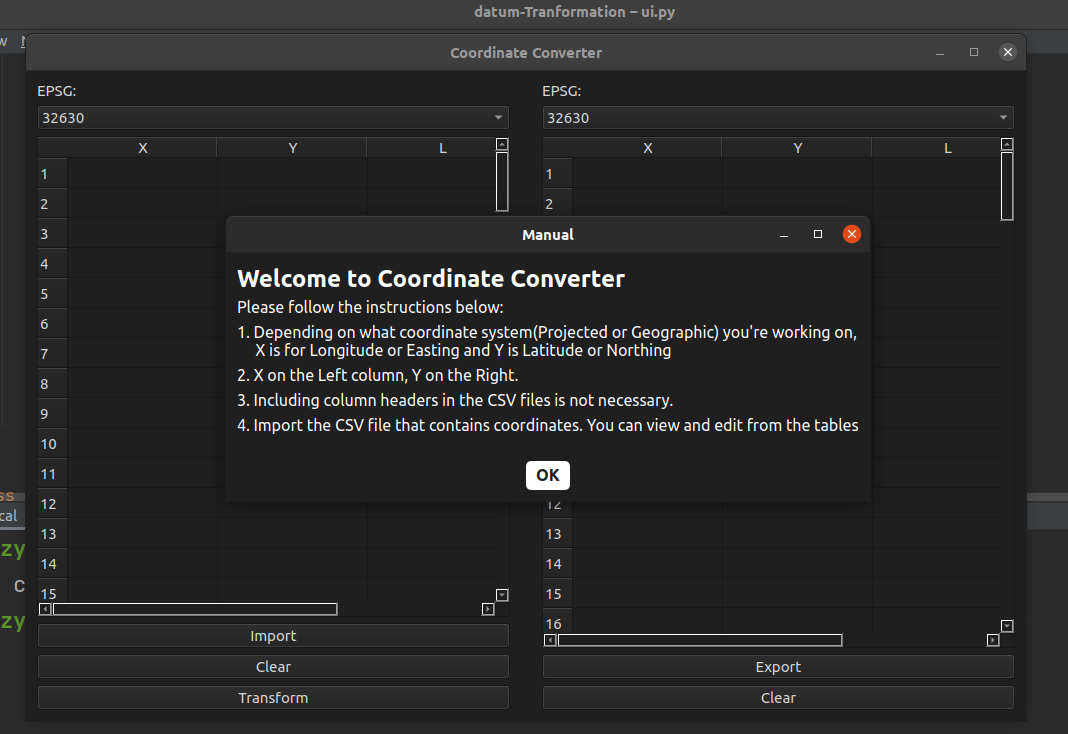 datum-Tranformation – ui.py
w N
Coordinate Converter
EPSG:
32630
EPSG:
32630
X Y L
1
2
3
4
5
6
7
8
9
10
11
12
13
14
15
X Y L
1
2
12
13
14
15
16
Manual
Welcome to Coordinate Converter
Please follow the instructions below:
1. Depending on what coordinate system(Projected or Geographic) you're working on,
X is for Longitude or Easting and Y is Latitude or Northing
2. X on the Left column, Y on the Right.
3. Including column headers in the CSV files is not necessary.
4. Import the CSV file that contains coordinates. You can view and edit from the tables
OK
ss
cal
zy
C
zy
Import
Clear
Transform
Export
Clear